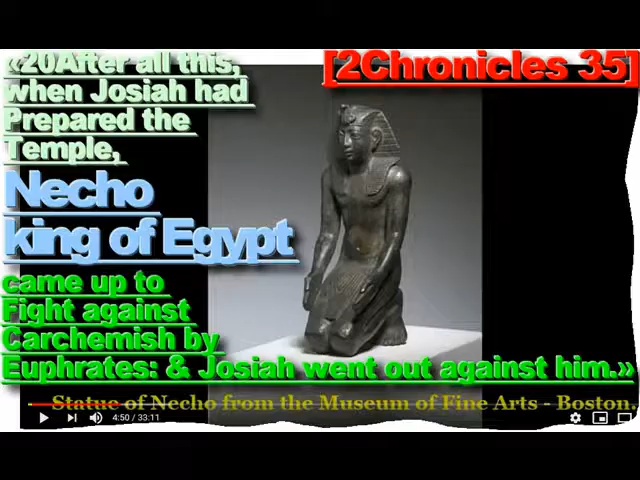 «20After all this,
[2Chronicles 35]
when Josiah had
Prepared the
Temple,
Necho
king of Egypt
came up to
Fight against
Carchemish by
Euphrates: & Josiah went out against him.»
- Statue of Necho from the Museum of Fine Arts - Boston.
4:50 / 33:11